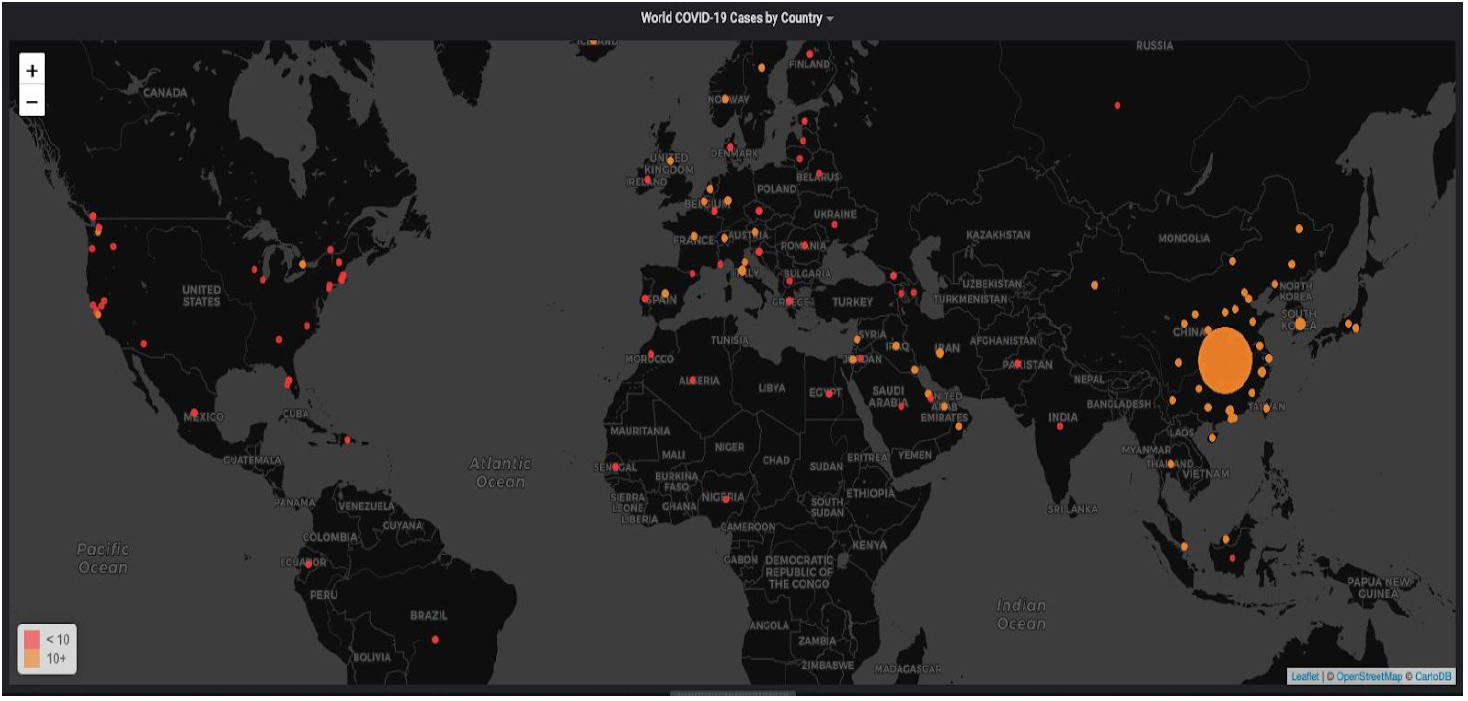 World COVID-19 Cases by Country
+
−
ICELAND
RUSSIA
FINLAND
CANADA
NORWAY
UNITED
KINGDOM
DENMARK
IRELAND
BELARUS
POLAND
BELGIUM
UKRAINE
FRANCE
AUSTRIA
KAZAKHSTAN
MONGOLIA
ROMANIA
ITALY
BULGARIA
UZBEKISTAN
NORTH
KOREA
UNITED
STATES
SPAIN
GREECE
TURKEY
TURKMENISTAN
SOUTH
KOREA
CHINA
TUNISIA
SYRIA
IRAQ
IRAN
AFGHANISTAN
MOROCCO
JORDAN
PAKISTAN
NEPAL
ALGERIA
LIBYA
EGYPT
SAUDI
ARABIA
UNITED
ARAB
EMIRATES
BANGLADESH
TAIWAN
MEXICO
CUBA
INDIA
MAURITANIA
LAOS
GUATEMALA
MALI
NIGER
CHAD
SUDAN
ERITREA
YEMEN
MYANMAR
THAILAND
VIETNAM
Atlantic
Ocean
SENEGAL
BURKINA
FASO
PANAMA
VENEZUELA
SIERRA
LEONE
GHANA
NIGERIA
SOUTH
SUDAN
ETHIOPIA
SRI LANKA
LIBERIA
GUYANA
COLOMBIA
CAMEROON
Pacific
Ocean
ECUADOR
GABON
DEMOCRATIC
REPUBLIC OF
THE CONGO
KENYA
PERU
PAPUA NEW
GUINEA
BRAZIL
Indian
Ocean
ANGOLA
ZAMBIA
BOLIVIA
ZIMBABWE
MADAGASCAR
< 10
10+
Leaflet | © OpenStreetMap © CartoDB